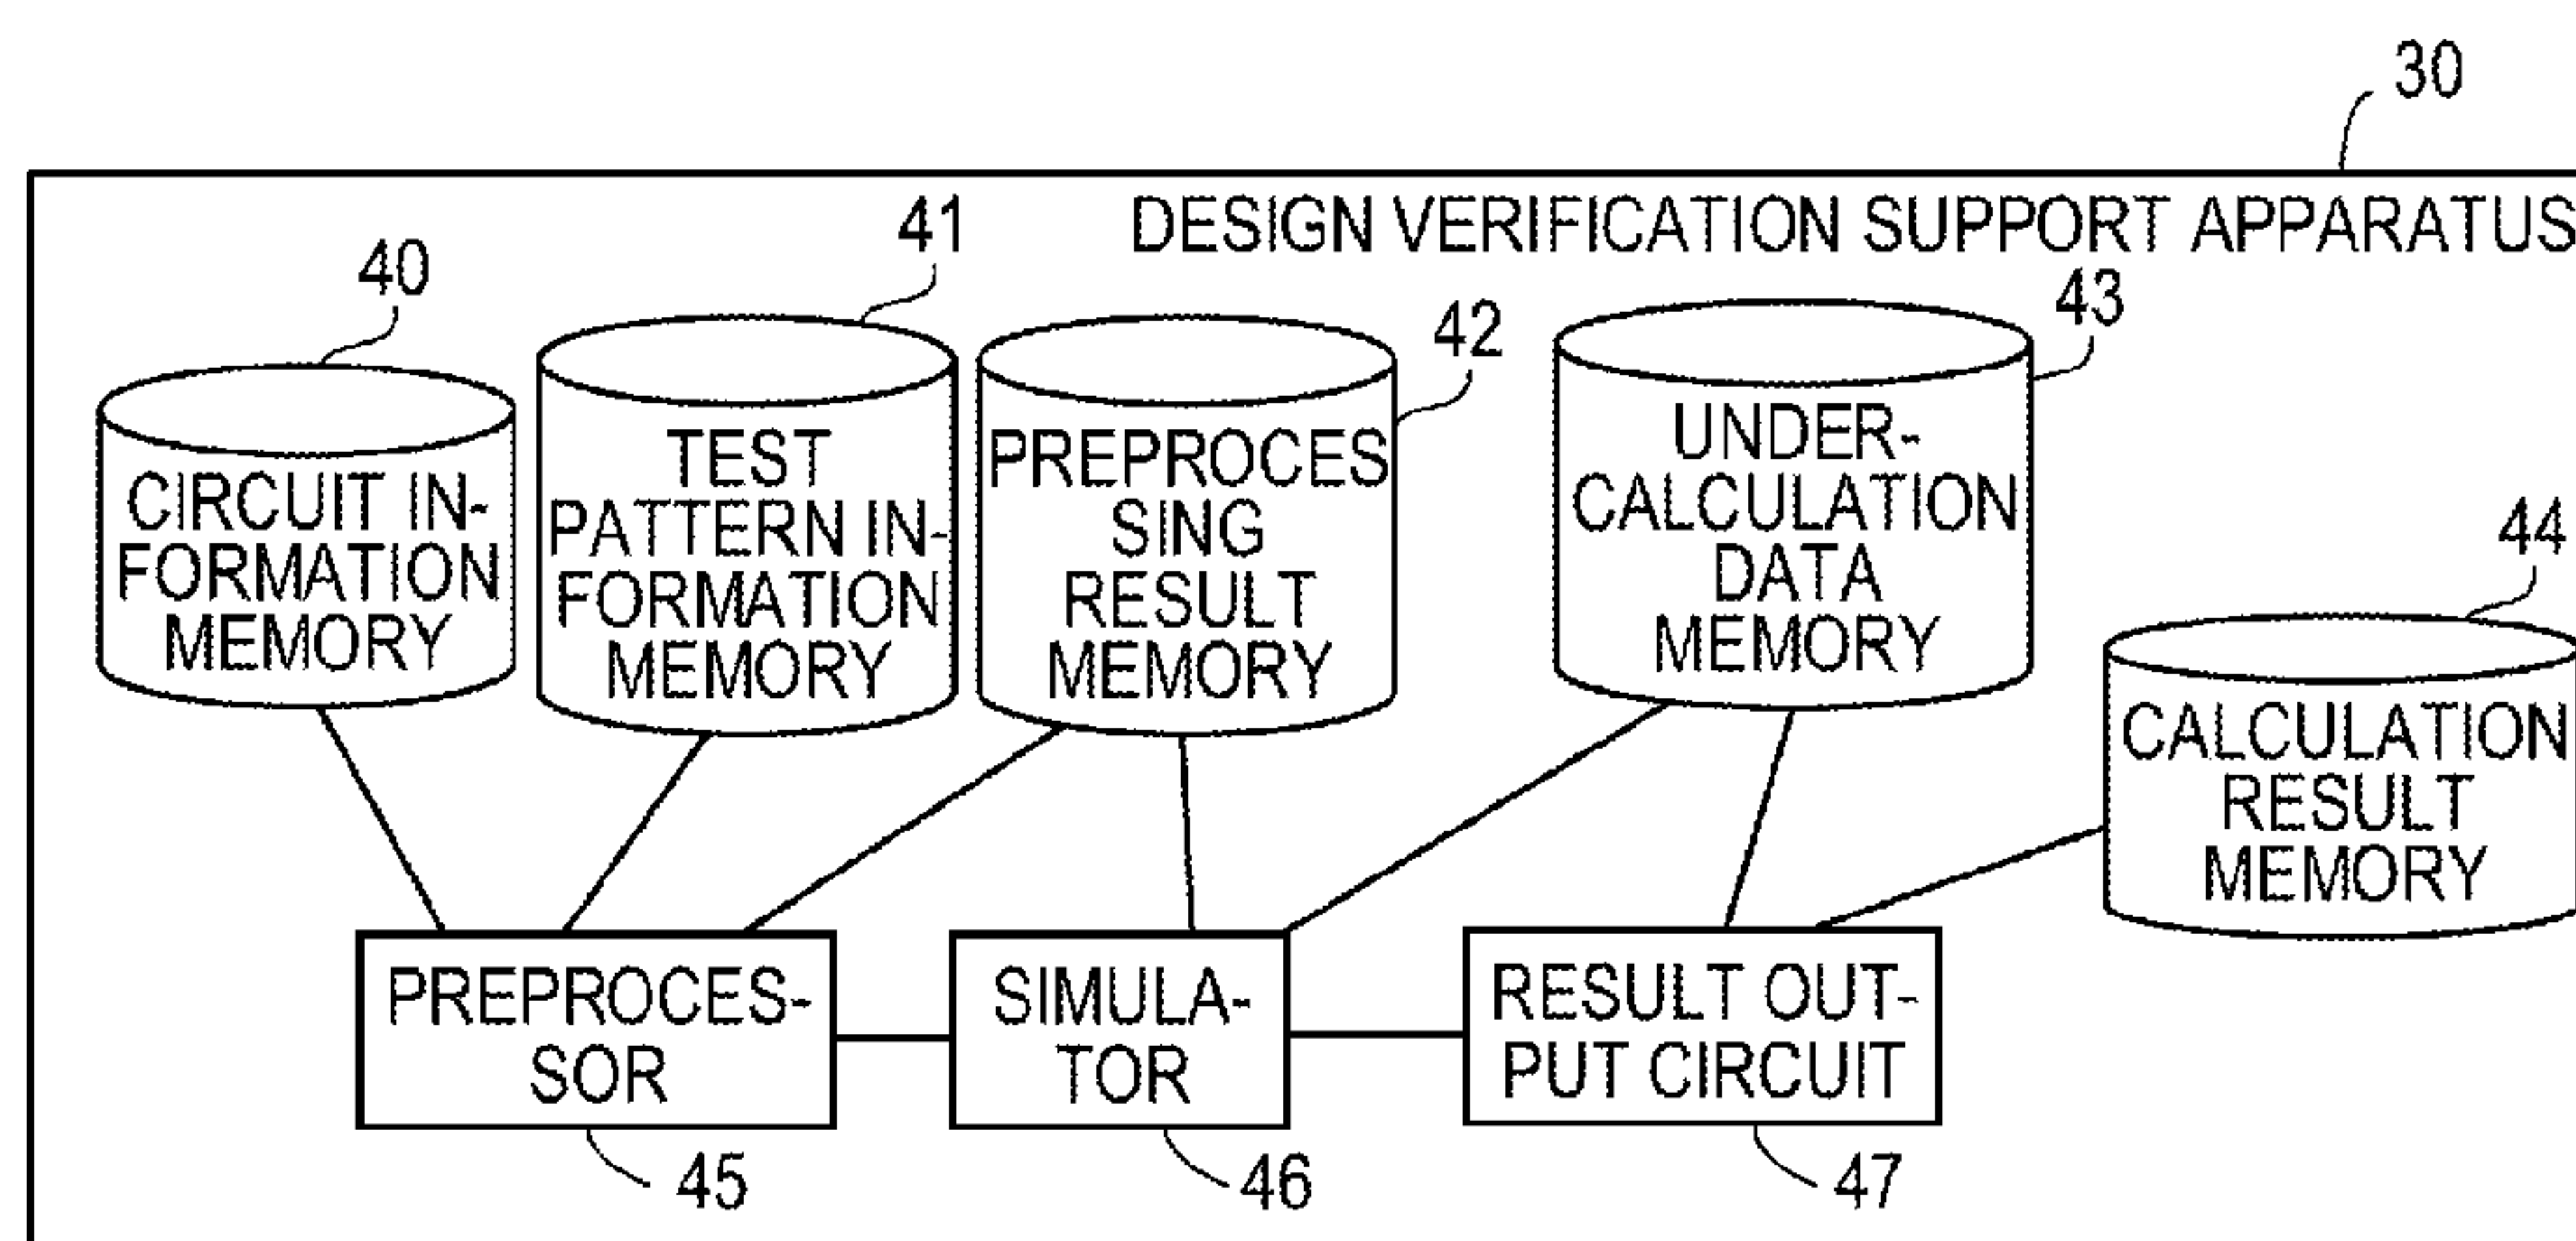 30
DESIGN VERIFICATION SUPPORT APPARATUS
40
CIRCUIT IN-
FORMATION
MEMORY
41
TEST
PATTERN IN-
FORMATION
MEMORY
42
PREPROCES
SING
RESULT
MEMORY
43
UNDER-
CALCULATION
DATA
MEMORY
44
CALCULATION
RESULT
MEMORY
PREPROCES-
SOR
45
SIMULA-
TOR
46
RESULT OUT-
PUT CIRCUIT
47